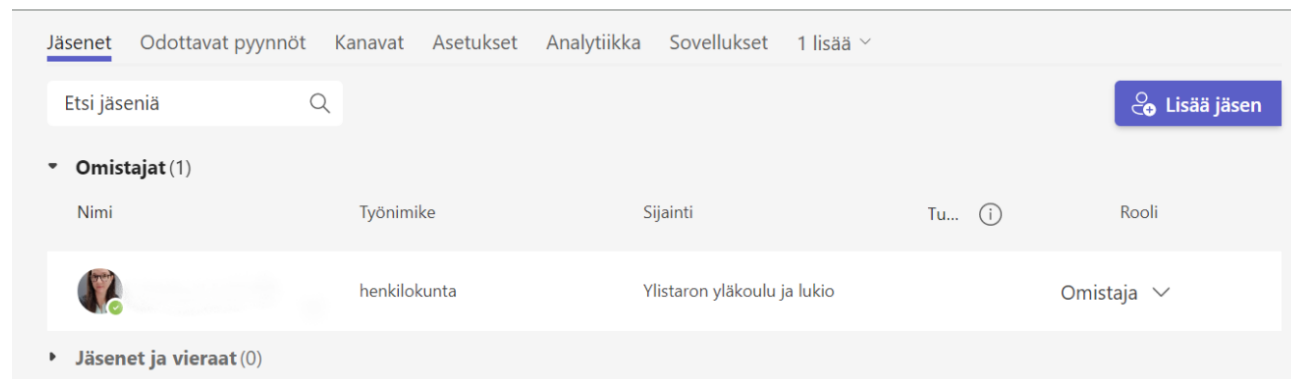 Jäsenet Odottavat pyynnöt Kanavat Asetukset Analytiikka Sovellukset 1 lisää
Etsi jäseniä Lisää jäsen
Omistajat (1)
Nimi Työnimike Sijainti Tu... Rooli
henkilokunta Ylistaron yläkoulu ja lukio Omistaja
Jäsenet ja vieraat (0)